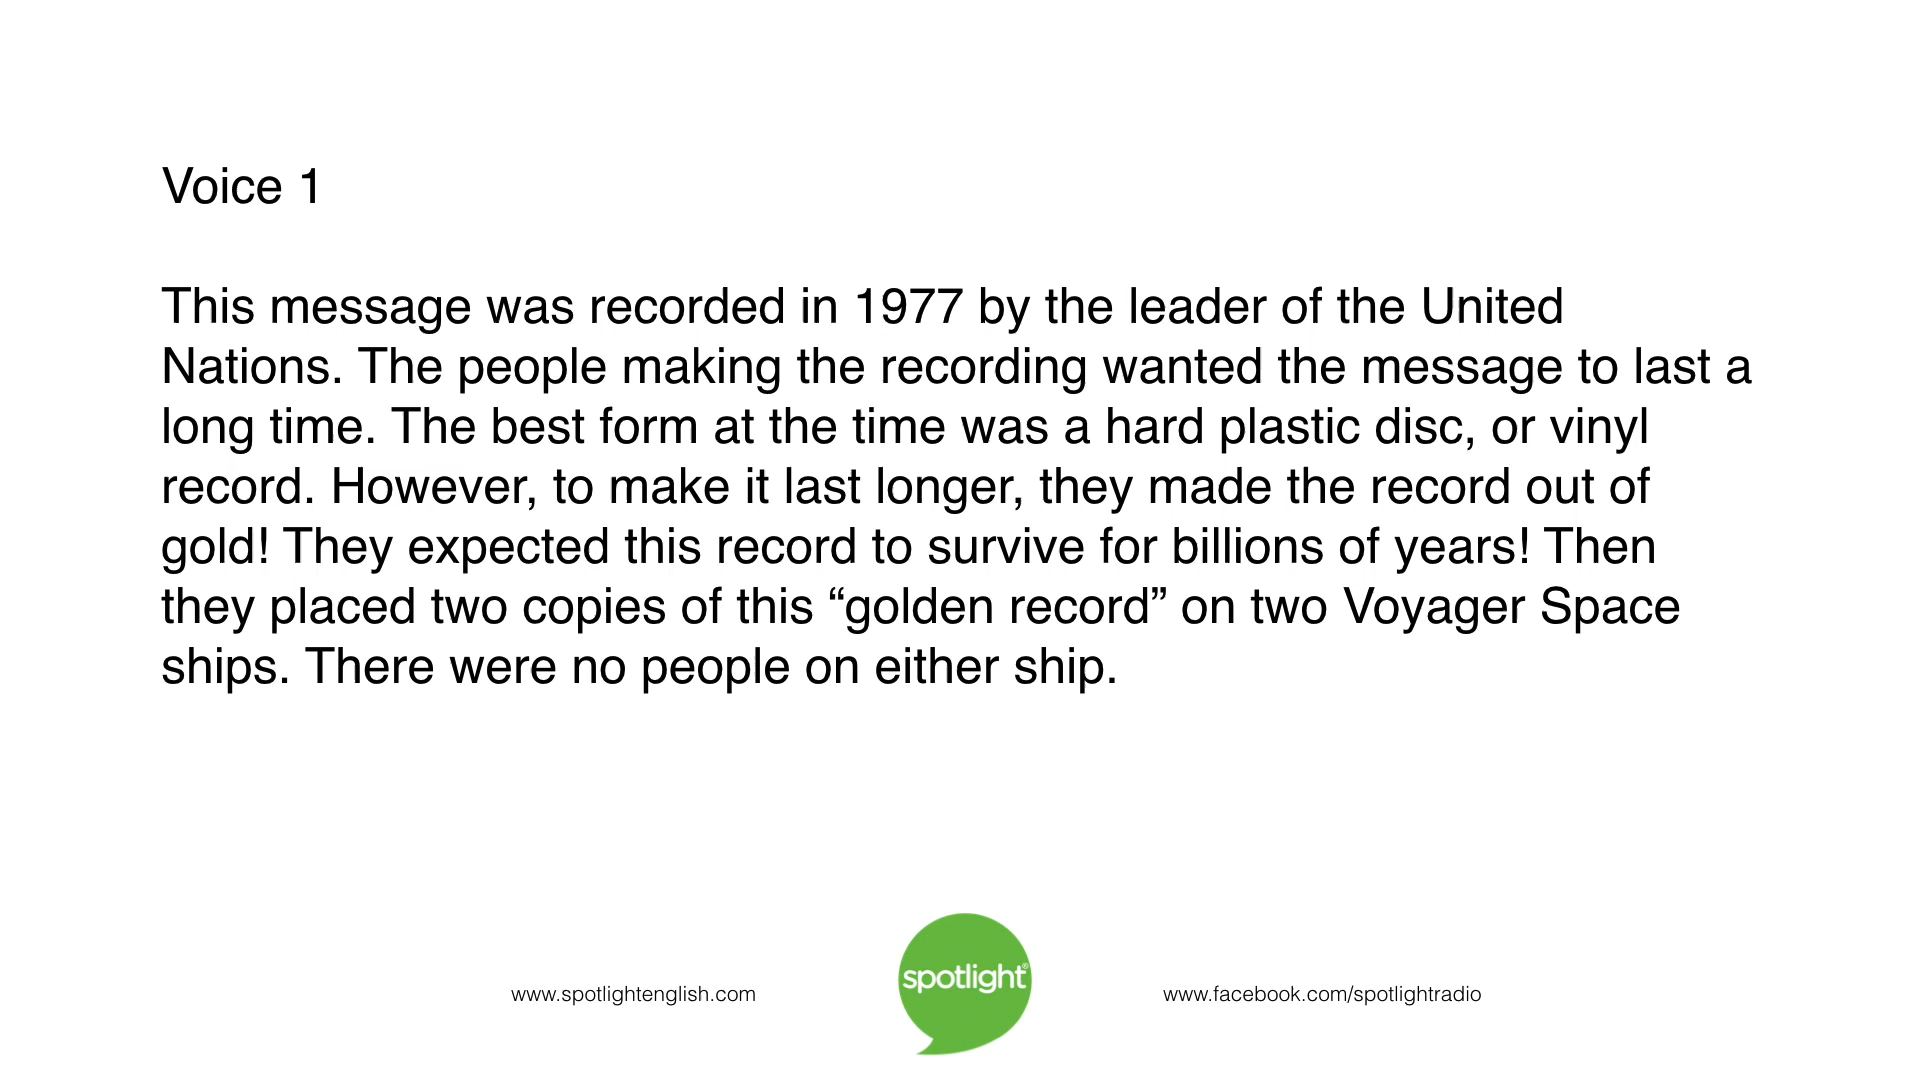 Voice 1
This message was recorded in 1977 by the leader of the United
Nations. The people making the recording wanted the message to last a
long time. The best form at the time was a hard plastic disc, or vinyl
record. However, to make it last longer, they made the record out of
gold! They expected this record to survive for billions of years! Then
they placed two copies of this “golden record” on two Voyager Space
ships. There were no people on either ship.
www.spotlightenglish.com
spotlight®
www.facebook.com/spotlightradio